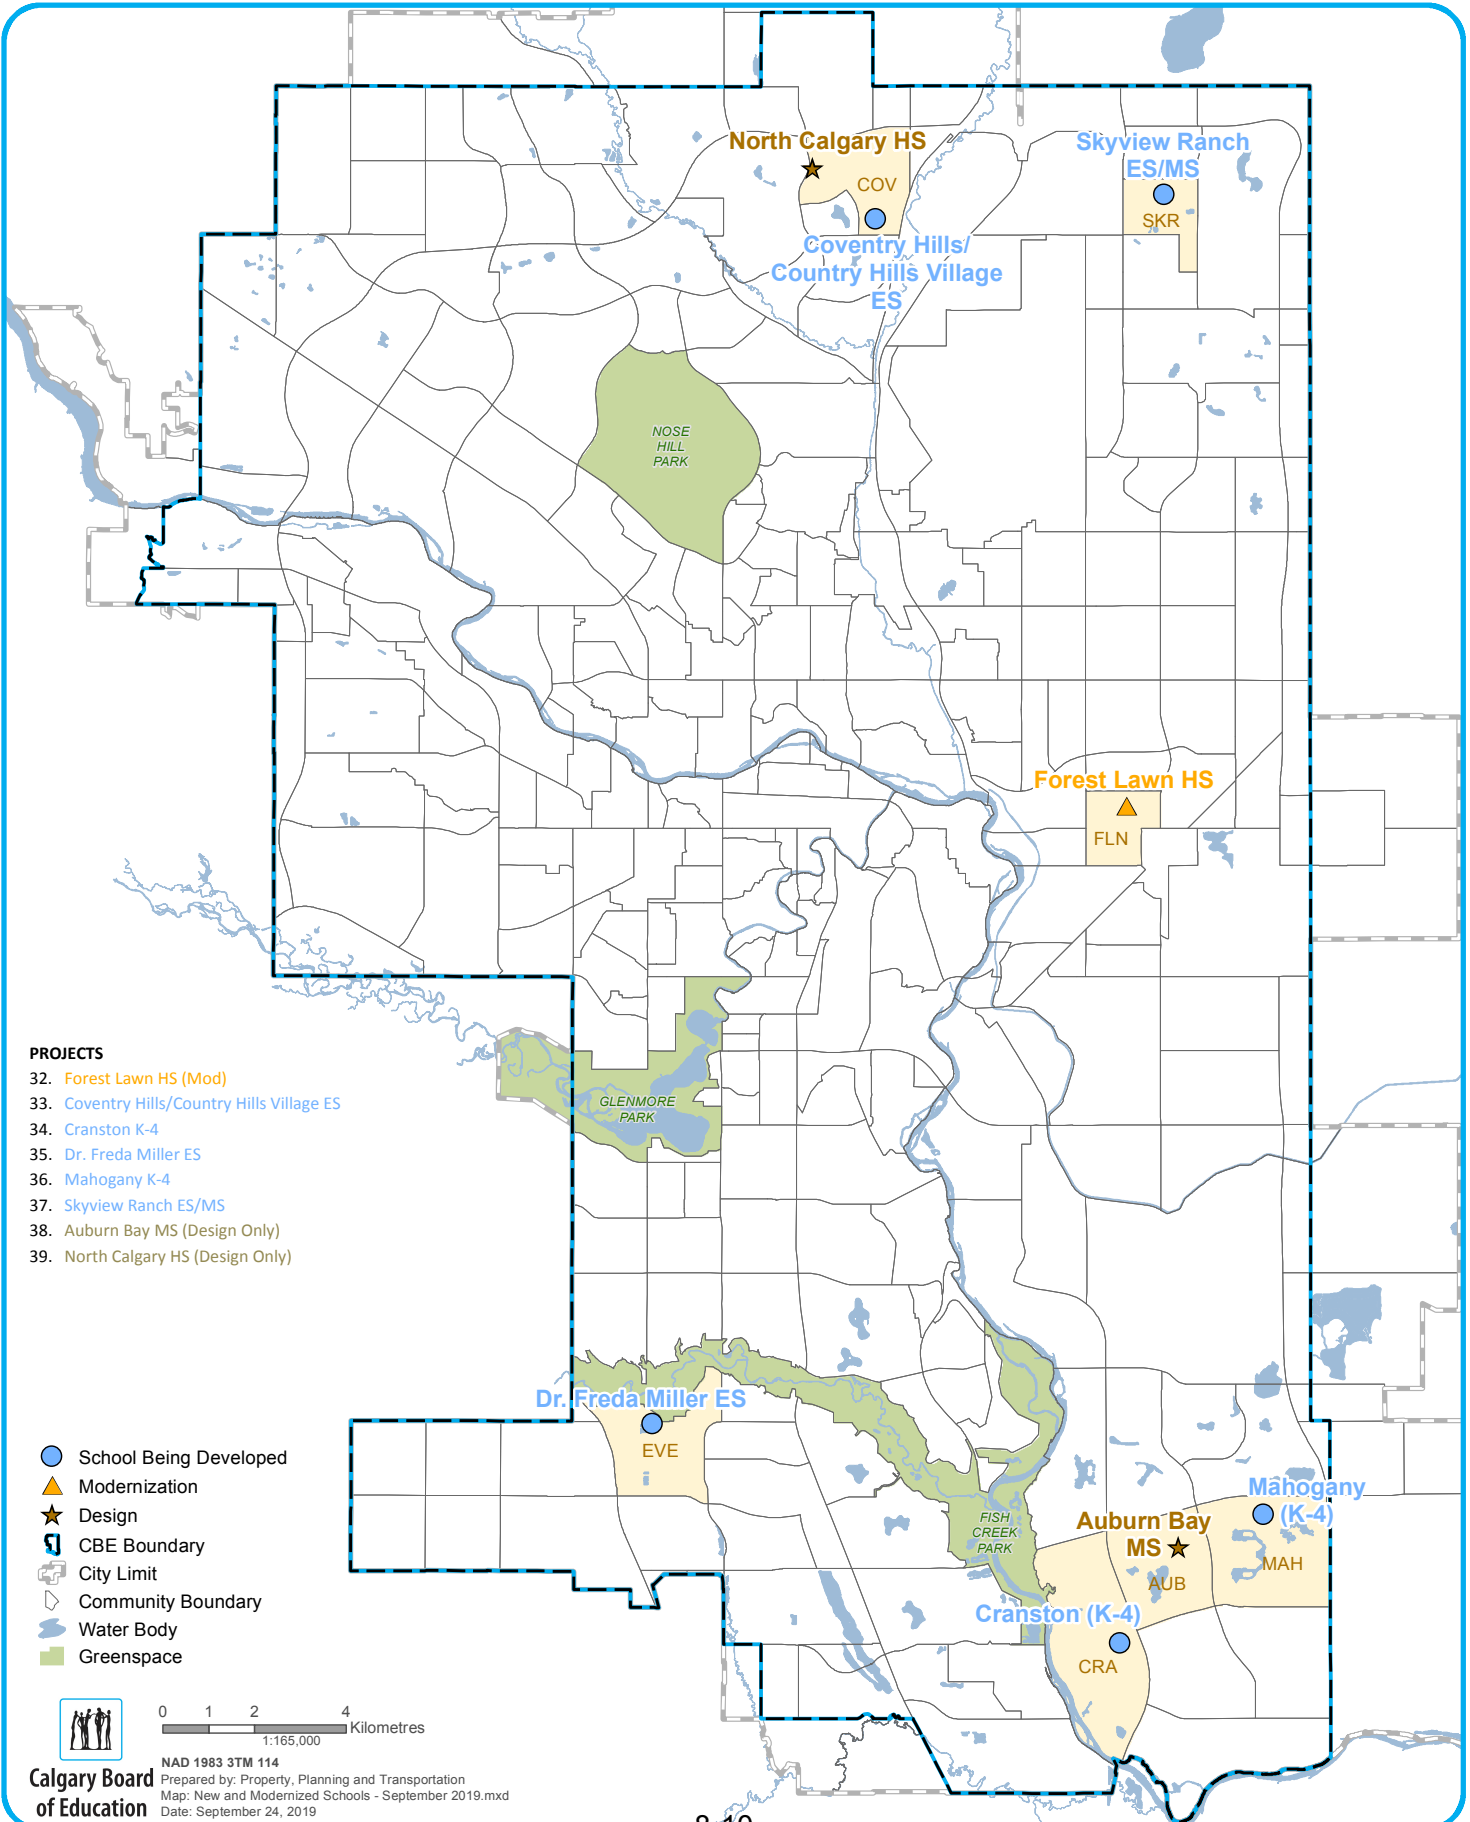 North Calgary HS
COV
Skyview Ranch
ES/MS
SKR
Coventry Hills/
Country Hills Village
ES
NOSE
HILL
PARK
Forest Lawn HS
FLN
PROJECTS
32. Forest Lawn HS (Mod)
33. Coventry Hills/Country Hills Village ES
34. Cranston K-4
35. Dr. Freda Miller ES
36. Mahogany K-4
37. Skyview Ranch ES/MS
38. Auburn Bay MS (Design Only)
39. North Calgary HS (Design Only)
GLENMORE
PARK
Dr. Freda Miller ES
EVE
Mahogany
(K-4)
MAH
Auburn Bay
MS
AUB
FISH
CREEK
PARK
Cranston (K-4)
CRA
School Being Developed
Modernization
Design
CBE Boundary
City Limit
Community Boundary
Water Body
Greenspace
0 1 2 4
Kilometres
1:165,000
NAD 1983 3TM 114
Prepared by: Property, Planning and Transportation
Map: New and Modernized Schools - September 2019.mxd
Date: September 24, 2019
Calgary Board
of Education